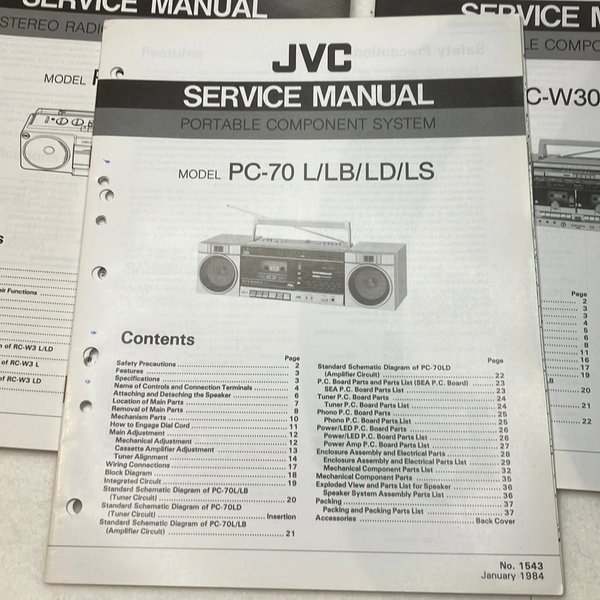 SERVICE MANUAL
STEREO RADIO
MODEL
Functions
of RC-W3 L/LD
of RC-W3 L
of RC-W3 LD
JVC
SERVICE MANUAL
PORTABLE COMPONENT SYSTEM
MODEL PC-70 L/LB/LD/LS
Contents
Page
Safety Precautions 2
Features 3
Specifications 3
Name of Controls and Connection Terminals 4
Attaching and Detaching the Speaker 6
Location of Main Parts 7
Removal of Main Parts 8
Mechanism Parts 10
How to Engage Dial Cord 11
Main Adjustment 12
Mechanical Adjustment 12
Cassette Amplifier Adjustment 13
Tuner Alignment 14
Wiring Connections 17
Block Diagram 18
Integrated Circuit 19
Standard Schematic Diagram of PC-70L/LB
(Tuner Circuit) 20
Standard Schematic Diagram of PC-70LD
(Tuner Circuit) Insertion
Standard Schematic Diagram of PC-70L/LB
(Amplifier Circuit) 21
Page
Standard Schematic Diagram of PC-70LD
(Amplifier Circuit) 22
P.C. Board Parts and Parts List (SEA P.C. Board) 23
SEA P.C. Board Parts List 23
Tuner P.C. Board Parts 24
Tuner P.C. Board Parts List 24
Phono P.C. Board Parts 25
Phono P.C. Board Parts List 25
Power/LED P.C. Board Parts 26
Power/LED P.C. Board Parts List 26
Power Amp P.C. Board Parts List 27
Enclosure Assembly and Electrical Parts 28
Enclosure Assembly and Electrical Parts List 29
Mechanical Component Parts List 32
Mechanical Component Parts 35
Exploded View and Parts List for Speaker 36
Speaker System Assembly Parts List 36
Packing 37
Packing and Packing Parts List 37
Accessories Back Cover
No. 1543
January 1984
SERVICE MANUAL
C-W30
Page
2
3